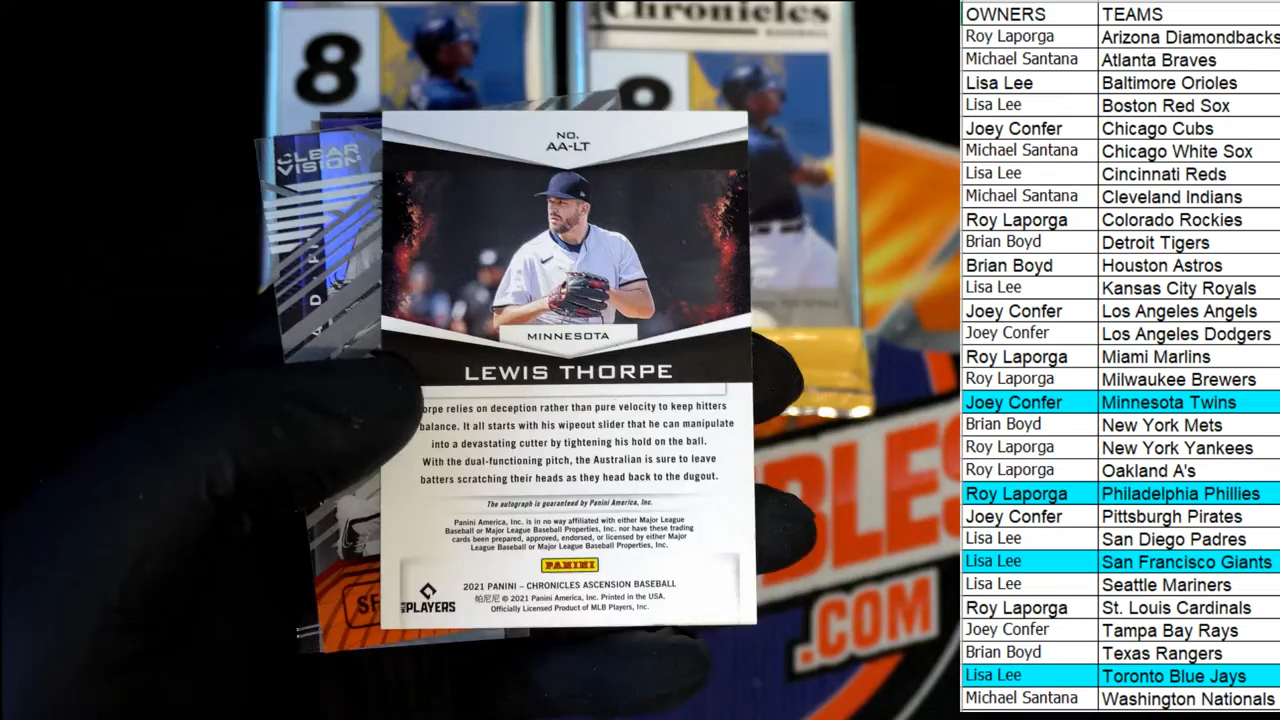 Chronicles
BASEBALL
8
CLEAR
VISION
NO.
AA-LT
MINNESOTA
LEWIS THORPE
orpe relies on deception rather than pure velocity to keep hitters
balance. It all starts with his wipeout slider that he can manipulate
into a devastating cutter by tightening his hold on the ball.
With the dual-functioning pitch, the Australian is sure to leave
batters scratching their heads as they head back to the dugout.
The autograph is guaranteed by Panini America, Inc.
Panini America, Inc. is in no way affiliated with either Major League
Baseball or Major League Baseball Properties, Inc. nor have these trading
cards been prepared, approved, endorsed, or licensed by either Major
League Baseball or Major League Baseball Properties, Inc.
PANINI
2021 PANINI – CHRONICLES ASCENSION BASEBALL
帕尼尼 © 2021 Panini America, Inc. Printed in the USA.
Officially Licensed Product of MLB Players, Inc.
PLAYERS
BLES
.COM
OWNERS TEAMS
Roy Laporga Arizona Diamondbacks
Michael Santana Atlanta Braves
Lisa Lee Baltimore Orioles
Lisa Lee Boston Red Sox
Joey Confer Chicago Cubs
Michael Santana Chicago White Sox
Lisa Lee Cincinnati Reds
Michael Santana Cleveland Indians
Roy Laporga Colorado Rockies
Brian Boyd Detroit Tigers
Brian Boyd Houston Astros
Lisa Lee Kansas City Royals
Joey Confer Los Angeles Angels
Joey Confer Los Angeles Dodgers
Roy Laporga Miami Marlins
Roy Laporga Milwaukee Brewers
Joey Confer Minnesota Twins
Brian Boyd New York Mets
Roy Laporga New York Yankees
Roy Laporga Oakland A's
Roy Laporga Philadelphia Phillies
Joey Confer Pittsburgh Pirates
Lisa Lee San Diego Padres
Lisa Lee San Francisco Giants
Lisa Lee Seattle Mariners
Roy Laporga St. Louis Cardinals
Joey Confer Tampa Bay Rays
Brian Boyd Texas Rangers
Lisa Lee Toronto Blue Jays
Michael Santana Washington Nationals